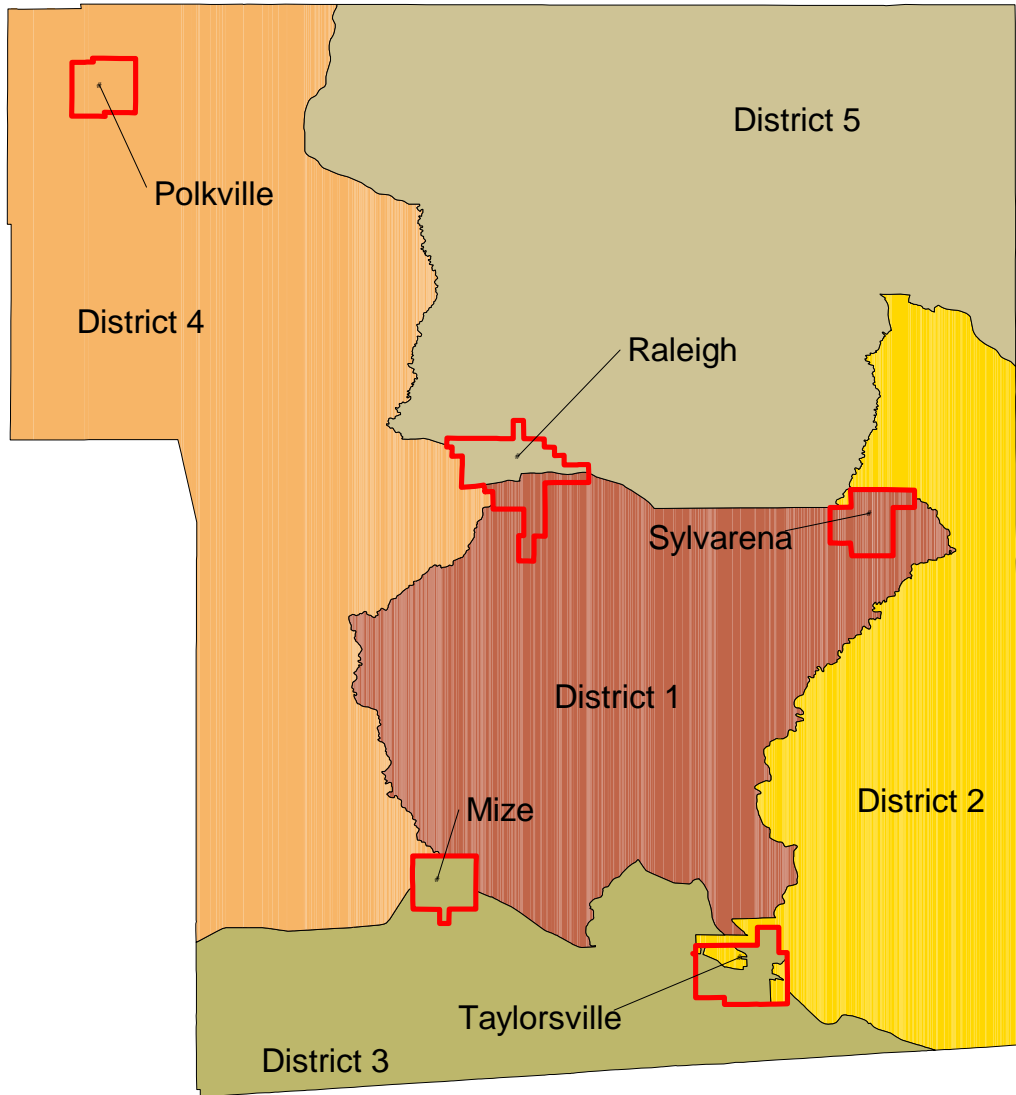 District 5
Polkville
District 4
Raleigh
Sylvarena
District 1
District 2
Mize
Taylorsville
District 3